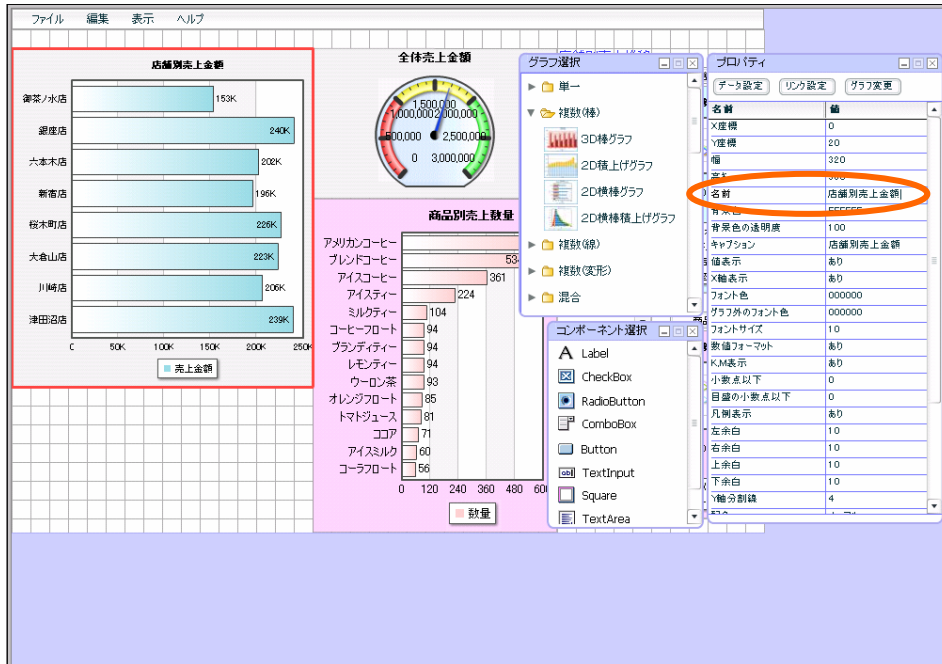 ファイル 編集 表示 ヘルプ
店舗別売上金額
御茶ノ水店 153K
銀座店 240K
六本木店 202K
新宿店 195K
桜木町店 226K
大倉山店 223K
川崎店 206K
津田沼店 239K
0 50K 100K 150K 200K 250K
売上金額
全体売上金額
1,500,000
1,000,000 2,000,000
500,000 2,500,000
0 3,000,000
商品別売上数量
アメリカンコーヒー
ブレンドコーヒー
アイスコーヒー 361
アイスティー 224
ミルクティー 104
コーヒーフロート 94
ブランディティー 94
レモンティー 94
ウーロン茶 93
オレンジフロート 85
トマトジュース 81
ココア 71
アイスミルク 60
コーラフロート 56
0 120 240 360 480
数量
グラフ選択
単一
複数(棒)
3D棒グラフ
2D積上げグラフ
2D横棒グラフ
2D横棒積上げグラフ
複数(線)
複数(変形)
混合
コンポーネント選択
Label
CheckBox
RadioButton
ComboBox
Button
TextInput
Square
TextArea
プロパティ
データ設定 リンク設定 グラフ変更
名前 値
X座標 0
Y座標 20
幅 320
名前 店舗別売上金額
背景色の透明度 100
キャプション 店舗別売上金額
値表示 あり
X軸表示 あり
フォント色 000000
グラフ外のフォント色 000000
フォントサイズ 10
数値フォーマット あり
K,M表示 あり
小数点以下 0
目盛の小数点以下 0
凡例表示 あり
左余白 10
右余白 10
上余白 10
下余白 10
Y軸分割線 4